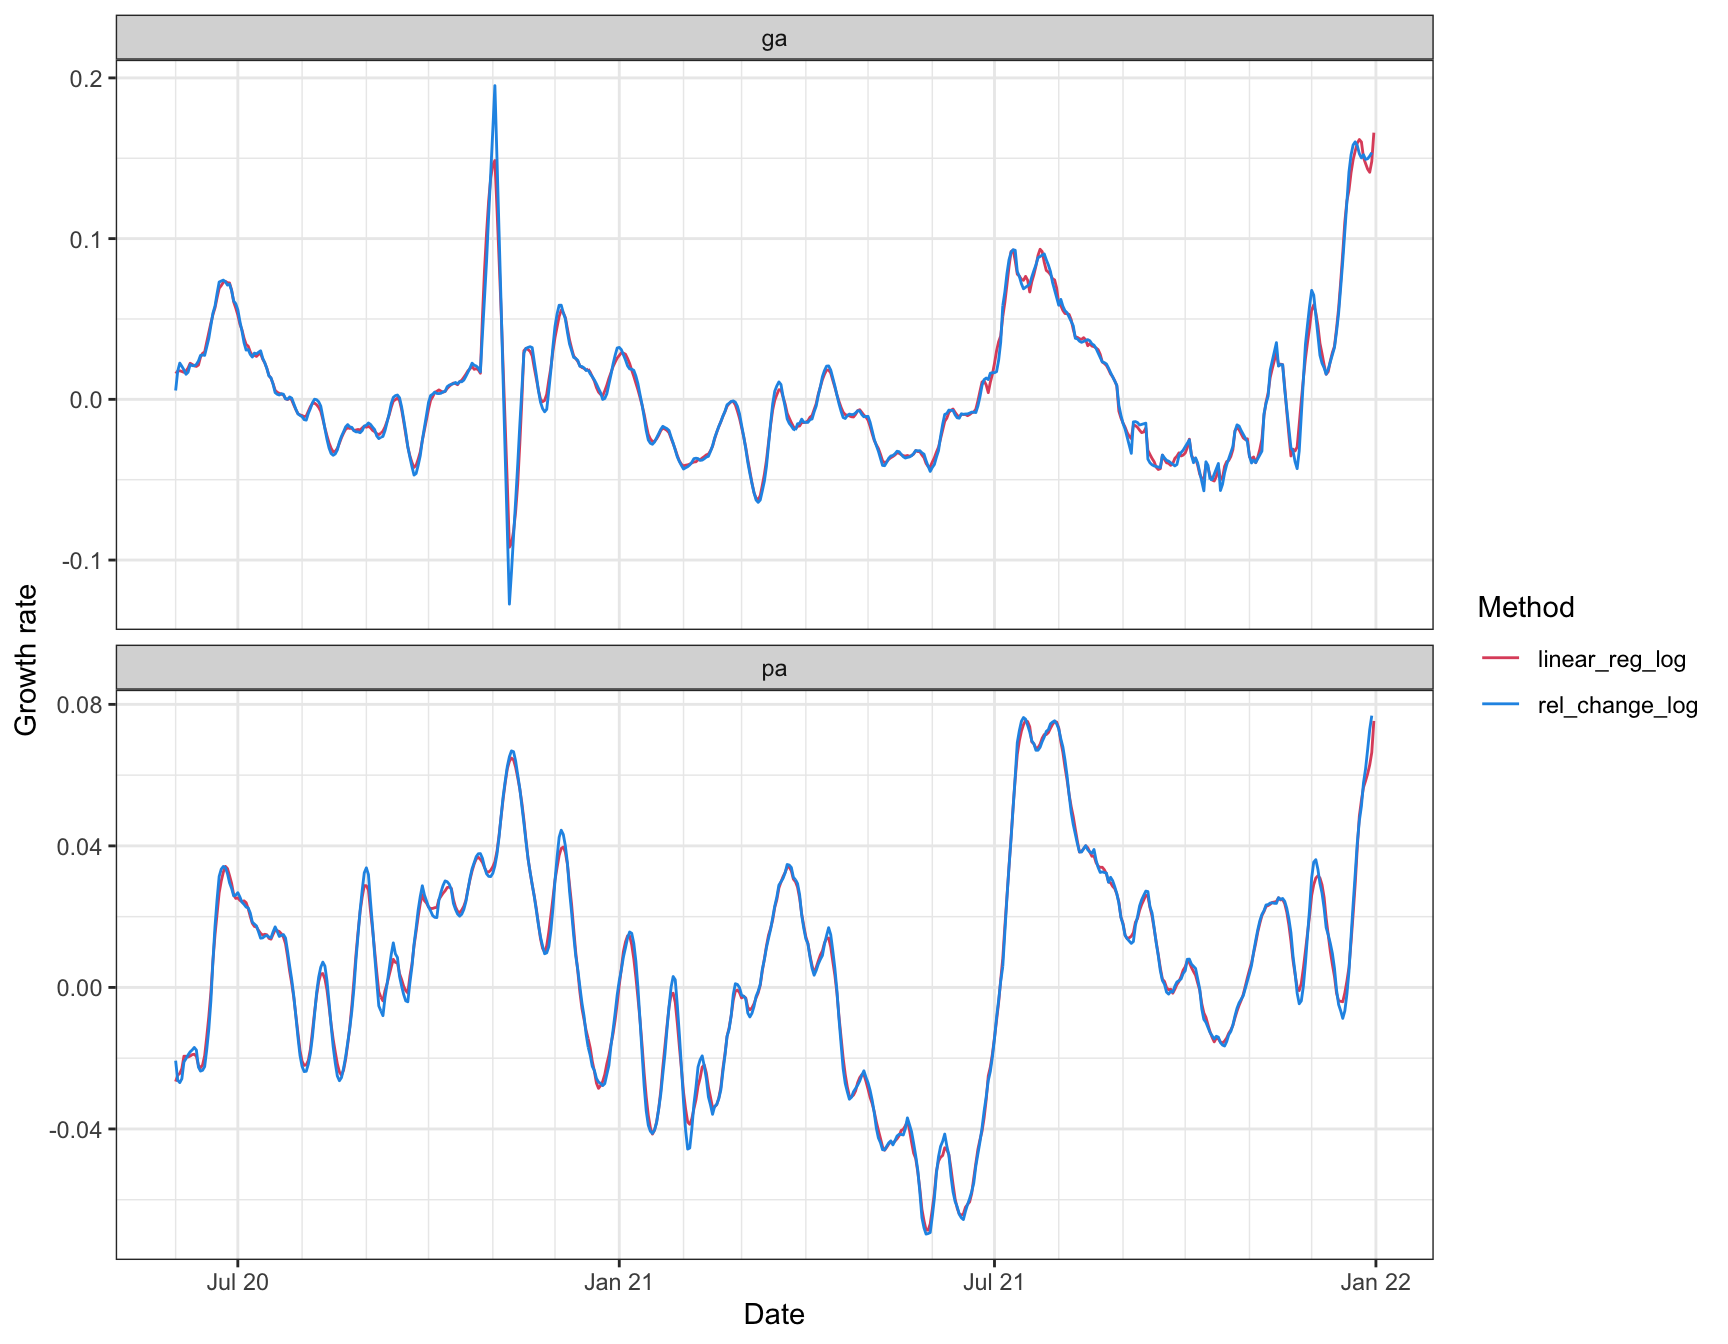 ga
0.2
0.1
0.0
-0.1
pa
0.08
0.04
0.00
-0.04
Growth rate
Jul 20
Jan 21
Jul 21
Jan 22
Date
Method
linear_reg_log
rel_change_log